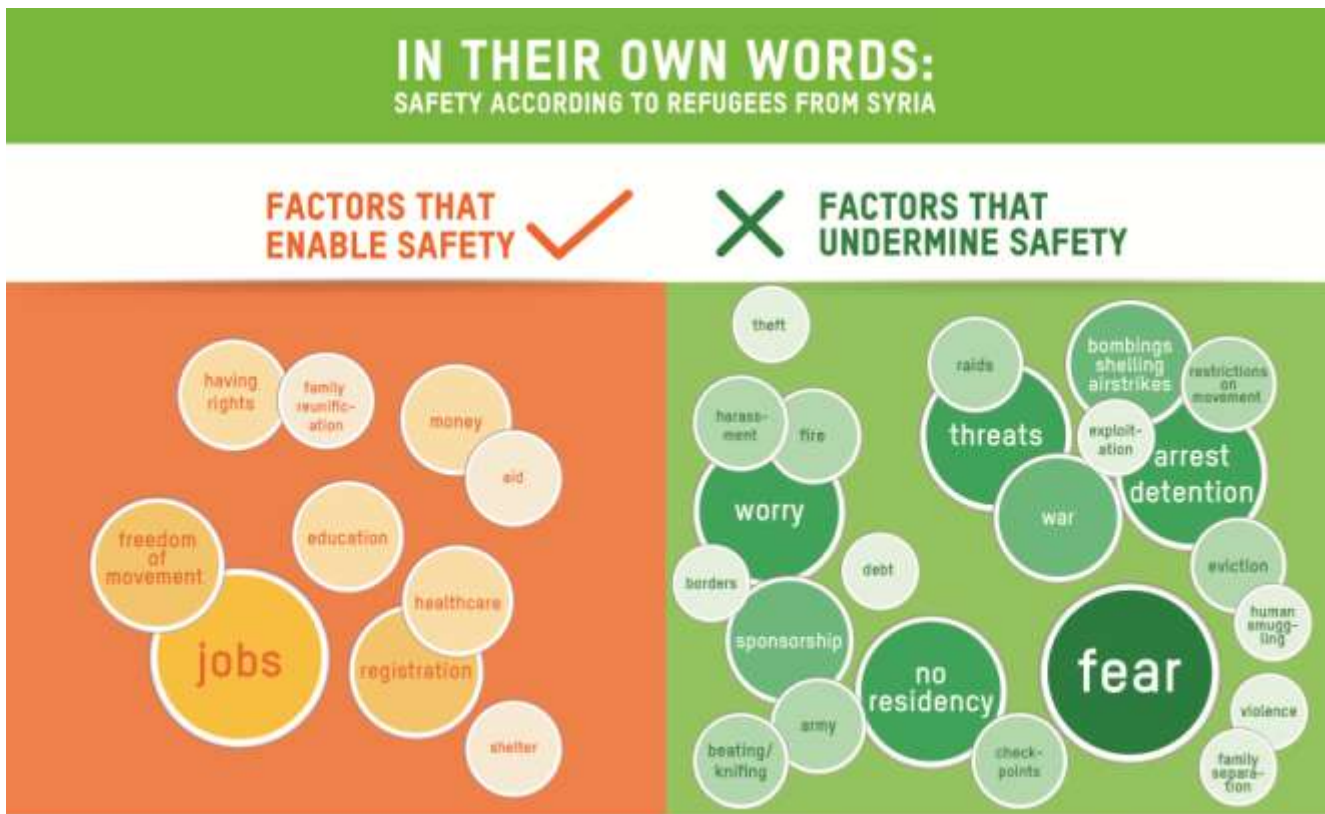 IN THEIR OWN WORDS:
SAFETY ACCORDING TO REFUGEES FROM SYRIA
FACTORS THAT
ENABLE SAFETY
FACTORS THAT
UNDERMINE SAFETY
having
rights
family
reunific-
ation
money
aid
freedom
of
movement
education
healthcare
jobs
registration
shelter
theft
raids
bombings
shelling
airstrikes
restrictions
on
movement
harass-
ment
fire
threats
exploit-
ation
arrest
detention
worry
war
borders
debt
eviction
sponsorship
human
smugg-
ling
no
residency
fear
army
violence
beating/
knifing
check-
points
family
separa-
tion